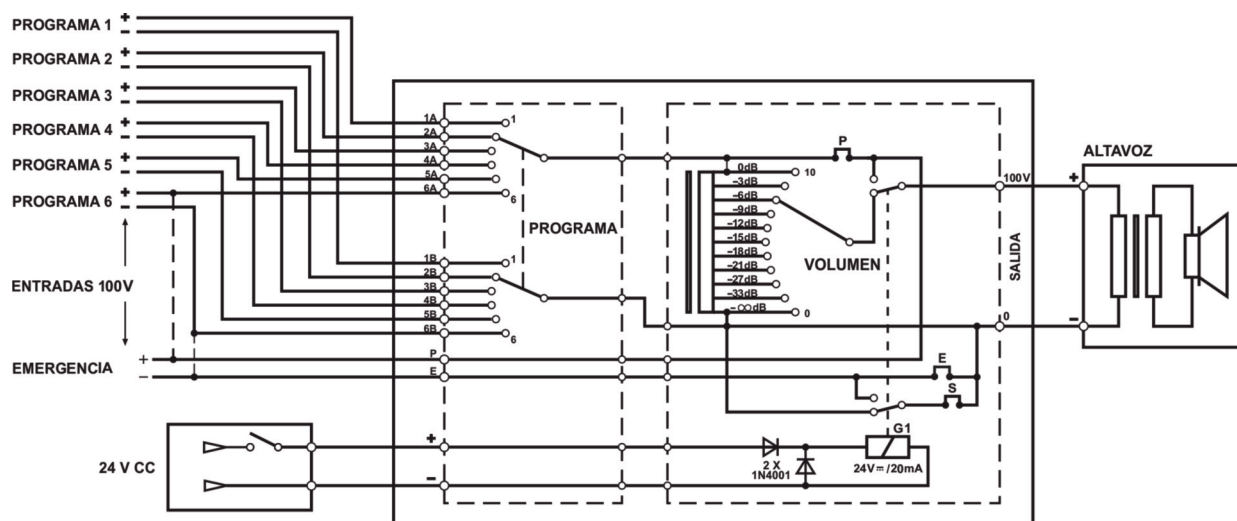 PROGRAMA 1 + −
PROGRAMA 2 + −
PROGRAMA 3 + −
PROGRAMA 4 + −
PROGRAMA 5 + −
PROGRAMA 6 + −
ENTRADAS 100V
EMERGENCIA + −
24 V CC
1A
2A
3A
4A
5A
6A
1
6
PROGRAMA
1B
2B
3B
4B
5B
6B
1
6
P
E
+
−
P
0dB 10
−3dB
−6dB
−9dB
−12dB
−15dB
−18dB
−21dB
−27dB
−33dB
−∞dB 0
VOLUMEN
E
S
G1
24V=/20mA
2 X
1N4001
100V
SALIDA
0
ALTAVOZ
+
−